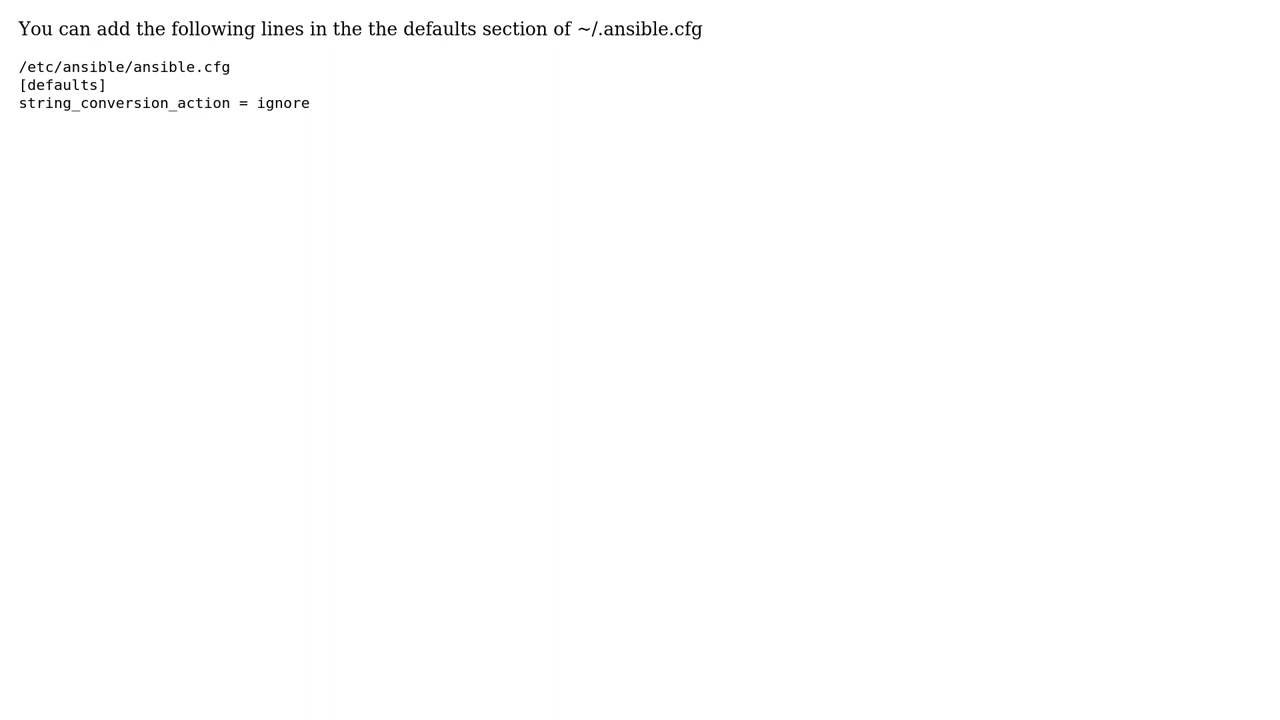 You can add the following lines in the the defaults section of ~/.ansible.cfg
/etc/ansible/ansible.cfg
[defaults]
string_conversion_action = ignore